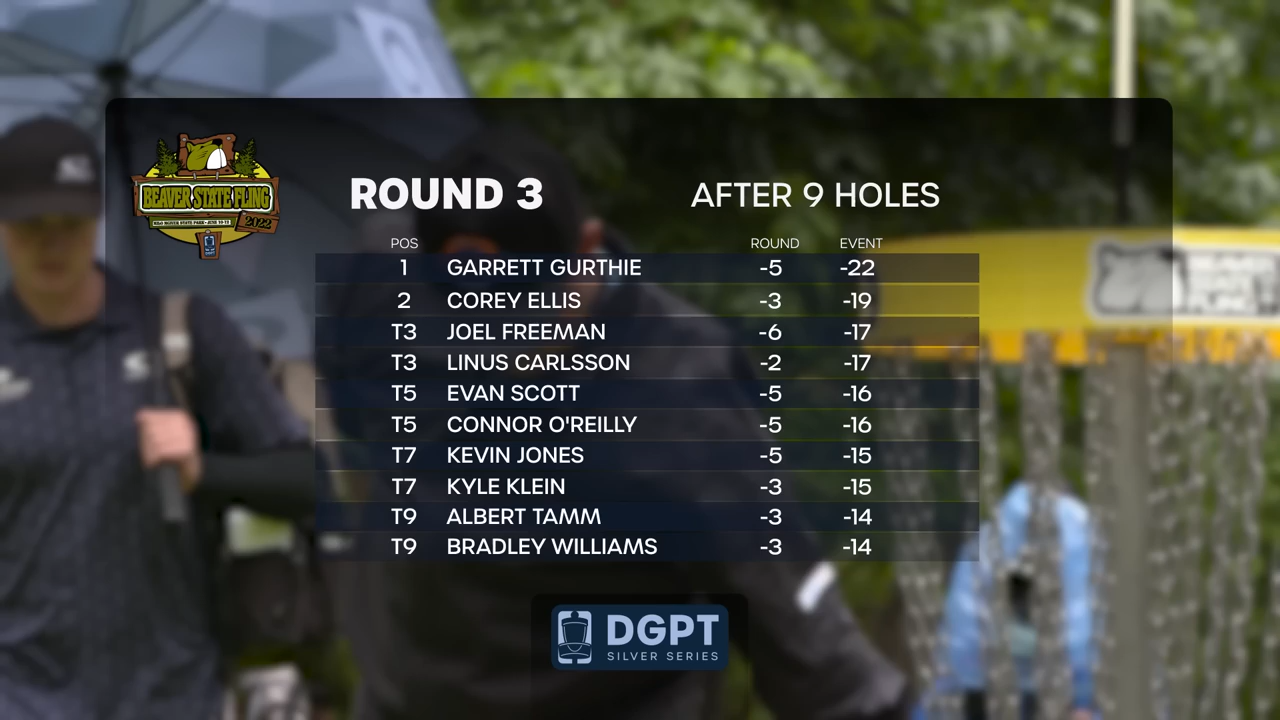 BEAVER STATE FLING
2022
ROUND 3 AFTER 9 HOLES
POS ROUND EVENT
1 GARRETT GURTHIE -5 -22
2 COREY ELLIS -3 -19
T3 JOEL FREEMAN -6 -17
T3 LINUS CARLSSON -2 -17
T5 EVAN SCOTT -5 -16
T5 CONNOR O'REILLY -5 -16
T7 KEVIN JONES -5 -15
T7 KYLE KLEIN -3 -15
T9 ALBERT TAMM -3 -14
T9 BRADLEY WILLIAMS -3 -14
DGPT
SILVER SERIES